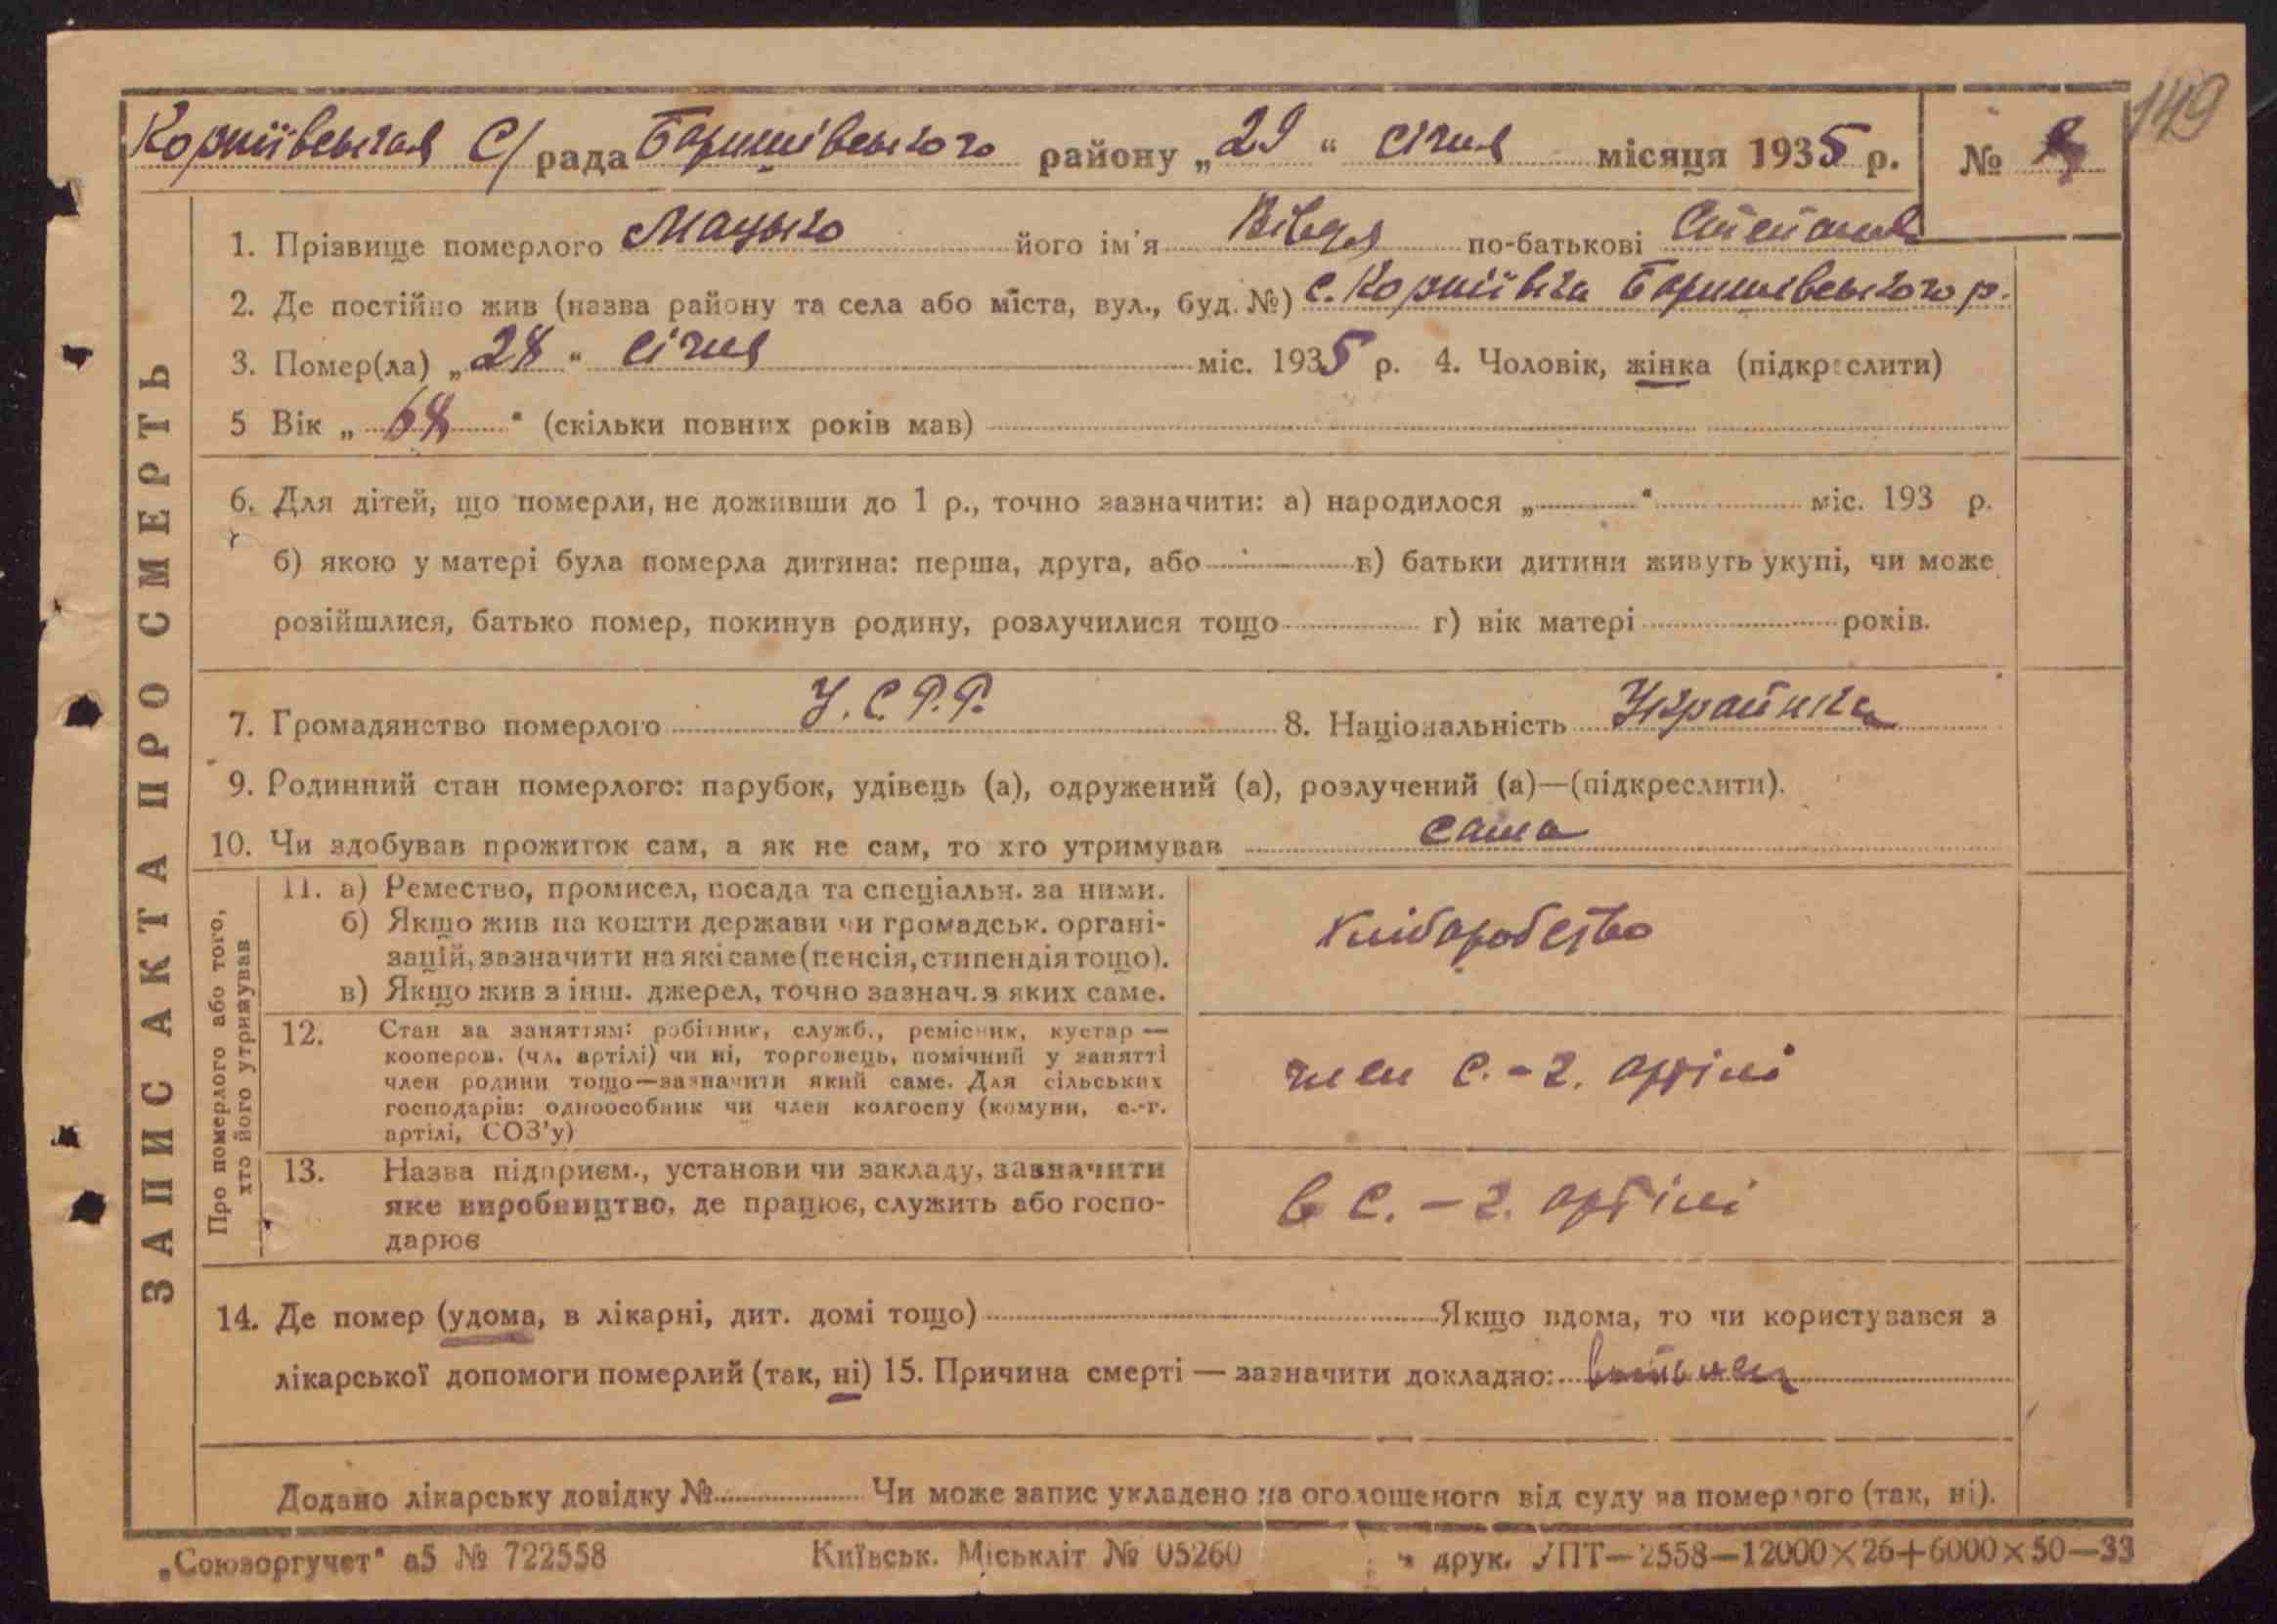 149
Корніївська С/рада Баришівського району „29" січня місяця 1935 р. №
ЗАПИС АКТА ПРО СМЕРТЬ
1. Прізвище померлого Мацько його ім'я Вівдя по-батькові
2. Де постійно жив (назва району та села або міста, вул., буд. №) с. Корніївка Баришівського р.
3. Помер(ла) „28" січня міс. 1935 р. 4. Чоловік, жінка (підкреслити)
5 Вік „68" (скільки повних років мав)
6. Для дітей, що померли, не доживши до 1 р., точно зазначити: а) народилося „ " міс. 193 р.
б) якою у матері була померла дитина: перша, друга, або в) батьки дитини живуть укупі, чи може
розійшлися, батько помер, покинув родину, розлучилися тощо г) вік матері років.
7. Громадянство померлого У.С.Р.Р. 8. Національність Українка
9. Родинний стан померлого: парубок, удівець (а), одружений (а), розлучений (а)—(підкреслити).
10. Чи здобував прожиток сам, а як не сам, то хто утримував сама
Про померлого або того,
хто його утримував
11. а) Ремество, промисел, посада та спеціальн. за ними.
б) Якщо жив на кошти держави чи громадськ. органі-
зацій, зазначити на які саме (пенсія, стипендія тощо).
в) Якщо жив з інш. джерел, точно зазнач. з яких саме.
хліборобство
12. Стан за заняттям: робітник, служб., ремісник, кустар —
кооперов. (чл. артілі) чи ні, торговець, помічний у занятті
член родини тощо—зазначити який саме. Для сільських
господарів: одноособник чи член колгоспу (комуни, с.-г.
артілі, СОЗ'у)
член с.-г. артілі
13. Назва підприєм., установи чи закладу, зазначити
яке виробництво, де працює, служить або госпо-
дарює
в с.-г. артілі
14. Де помер (удома, в лікарні, дит. домі тощо) Якщо вдома, то чи користувався з
лікарської допомоги померлий (так, ні) 15. Причина смерті — зазначити докладно:
Додано лікарську довідку № Чи може запис укладено на оголошеного від суду за померлого (так, ні).
„Союзоргучет" а5 № 722558 Київськ. Міськліт № 05260 друк. УПТ—2558—12000×26+6000×50—33